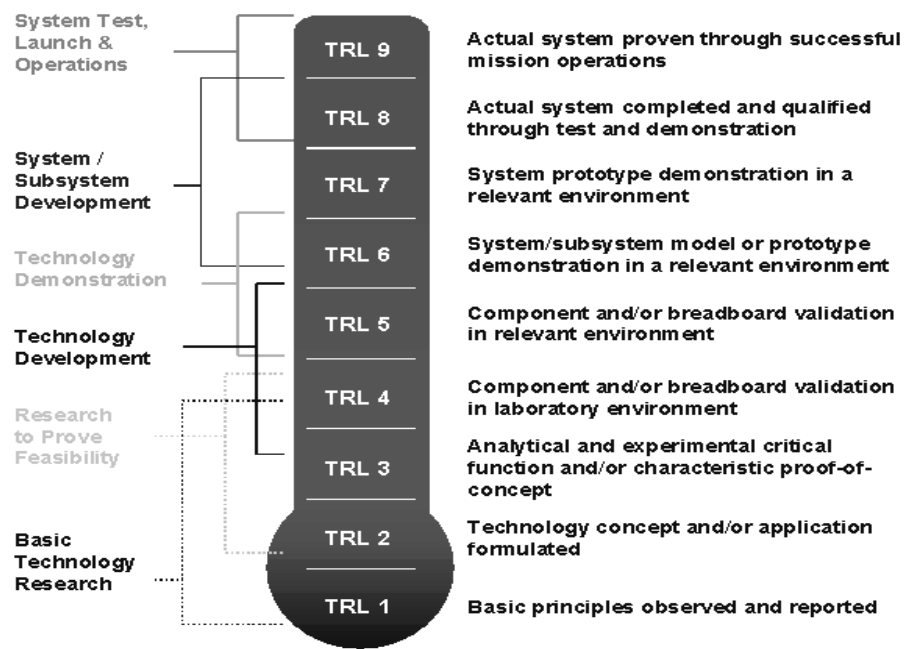 System Test,
Launch &
Operations
System /
Subsystem
Development
Technology
Demonstration
Technology
Development
Research
to Prove
Feasibility
Basic
Technology
Research
TRL 9
TRL 8
TRL 7
TRL 6
TRL 5
TRL 4
TRL 3
TRL 2
TRL 1
Actual system proven through successful
mission operations
Actual system completed and qualified
through test and demonstration
System prototype demonstration in a
relevant environment
System/subsystem model or prototype
demonstration in a relevant environment
Component and/or breadboard validation
in relevant environment
Component and/or breadboard validation
in laboratory environment
Analytical and experimental critical
function and/or characteristic proof-of-
concept
Technology concept and/or application
formulated
Basic principles observed and reported